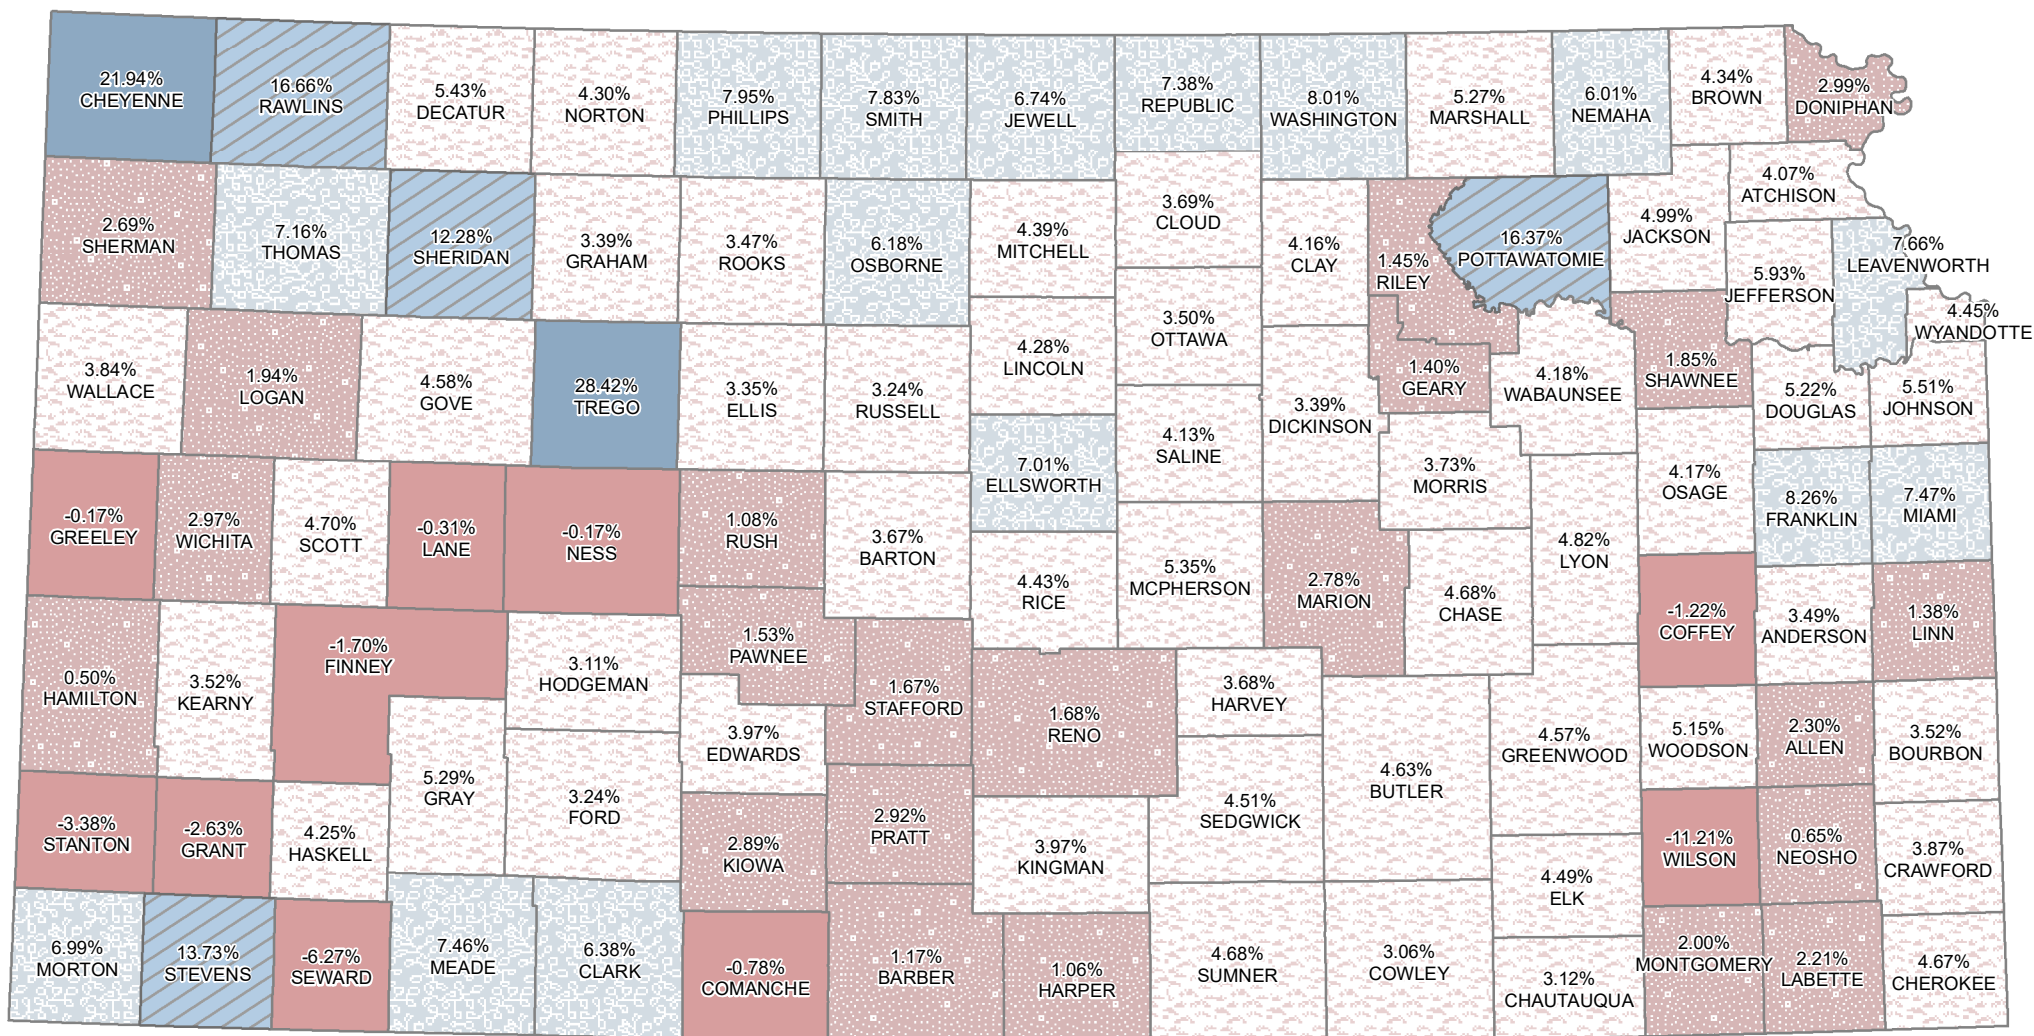 21.94%
CHEYENNE
16.66%
RAWLINS
5.43%
DECATUR
4.30%
NORTON
7.95%
PHILLIPS
7.83%
SMITH
6.74%
JEWELL
7.38%
REPUBLIC
8.01%
WASHINGTON
5.27%
MARSHALL
6.01%
NEMAHA
4.34%
BROWN
2.99%
DONIPHAN
2.69%
SHERMAN
7.16%
THOMAS
12.28%
SHERIDAN
3.39%
GRAHAM
3.47%
ROOKS
6.18%
OSBORNE
4.39%
MITCHELL
3.69%
CLOUD
4.16%
CLAY
1.45%
RILEY
16.37%
POTTAWATOMIE
4.99%
JACKSON
4.07%
ATCHISON
5.93%
JEFFERSON
7.66%
LEAVENWORTH
4.45%
WYANDOTTE
3.84%
WALLACE
1.94%
LOGAN
4.58%
GOVE
28.42%
TREGO
3.35%
ELLIS
3.24%
RUSSELL
4.28%
LINCOLN
3.50%
OTTAWA
3.39%
DICKINSON
1.40%
GEARY
4.18%
WABAUNSEE
1.85%
SHAWNEE
5.22%
DOUGLAS
5.51%
JOHNSON
7.01%
ELLSWORTH
4.13%
SALINE
3.73%
MORRIS
4.17%
OSAGE
8.26%
FRANKLIN
7.47%
MIAMI
-0.17%
GREELEY
2.97%
WICHITA
4.70%
SCOTT
-0.31%
LANE
-0.17%
NESS
1.08%
RUSH
3.67%
BARTON
4.43%
RICE
5.35%
MCPHERSON
2.78%
MARION
4.68%
CHASE
4.82%
LYON
-1.22%
COFFEY
3.49%
ANDERSON
1.38%
LINN
0.50%
HAMILTON
3.52%
KEARNY
-1.70%
FINNEY
3.11%
HODGEMAN
1.53%
PAWNEE
1.67%
STAFFORD
1.68%
RENO
3.68%
HARVEY
4.57%
GREENWOOD
5.15%
WOODSON
2.30%
ALLEN
3.52%
BOURBON
5.29%
GRAY
3.24%
FORD
3.97%
EDWARDS
4.63%
BUTLER
4.51%
SEDGWICK
-3.38%
STANTON
-2.63%
GRANT
4.25%
HASKELL
2.89%
KIOWA
2.92%
PRATT
3.97%
KINGMAN
4.49%
ELK
-11.21%
WILSON
0.65%
NEOSHO
3.87%
CRAWFORD
6.99%
MORTON
13.73%
STEVENS
-6.27%
SEWARD
7.46%
MEADE
6.38%
CLARK
-0.78%
COMANCHE
1.17%
BARBER
1.06%
HARPER
4.68%
SUMNER
3.06%
COWLEY
3.12%
CHAUTAUQUA
2.00%
MONTGOMERY
2.21%
LABETTE
4.67%
CHEROKEE